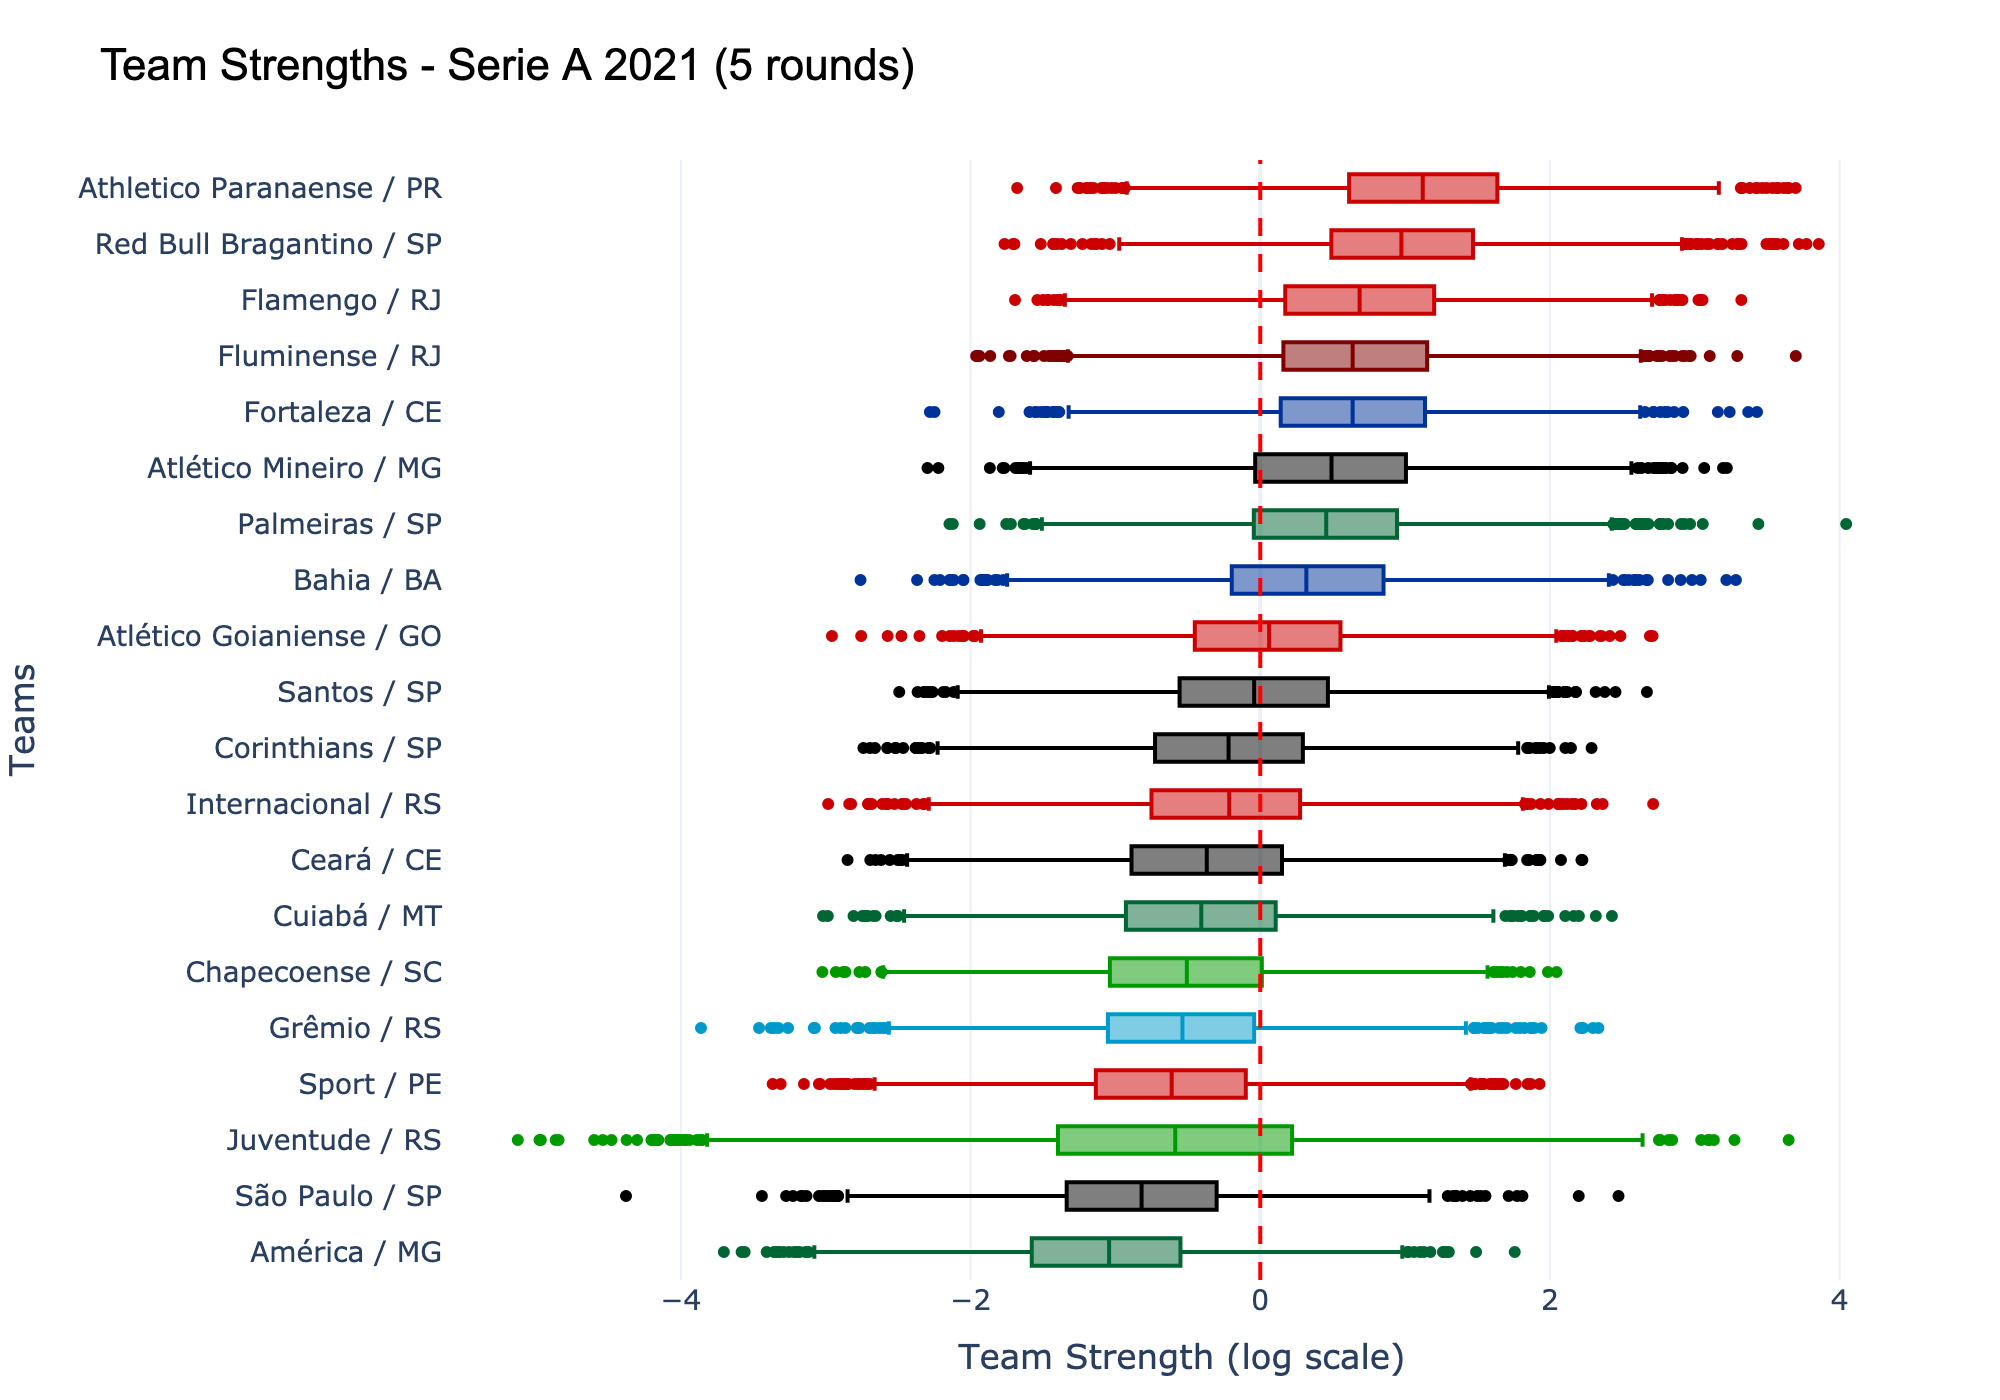 Team Strengths - Serie A 2021 (5 rounds)
Athletico Paranaense / PR
Red Bull Bragantino / SP
Flamengo / RJ
Fluminense / RJ
Fortaleza / CE
Atlético Mineiro / MG
Palmeiras / SP
Bahia / BA
Atlético Goianiense / GO
Santos / SP
Corinthians / SP
Internacional / RS
Ceará / CE
Cuiabá / MT
Chapecoense / SC
Grêmio / RS
Sport / PE
Juventude / RS
São Paulo / SP
América / MG
Teams
−4 −2 0 2 4
Team Strength (log scale)